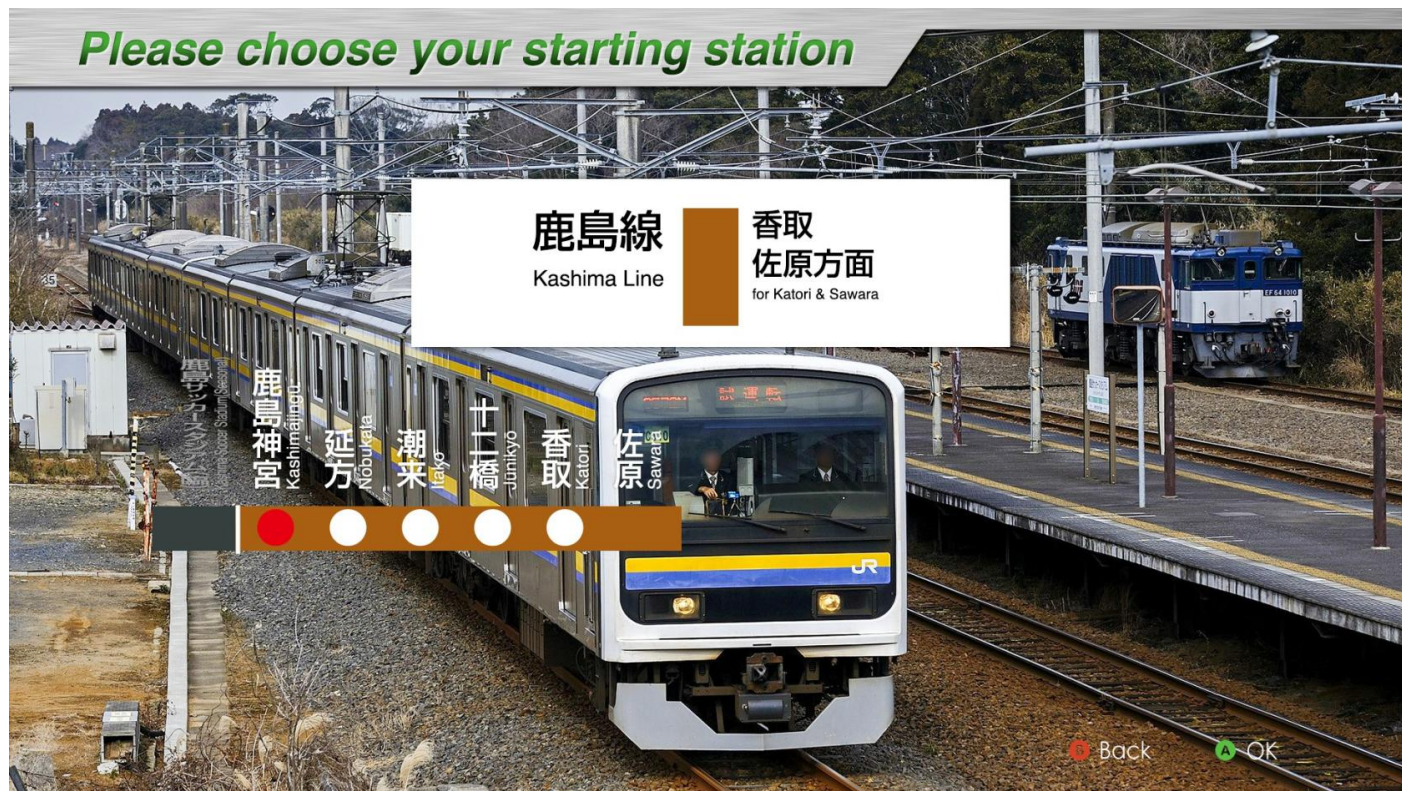 Please choose your starting station
鹿島線
Kashima Line
香取
佐原方面
for Katori & Sawara
EF 64 1010
試運転
鹿島神宮
Kashimajingu
延方
Nobukata
潮来
Itako
十二橋
Junikyo
香取
Katori
佐原
Sawara
JR
B Back
A OK